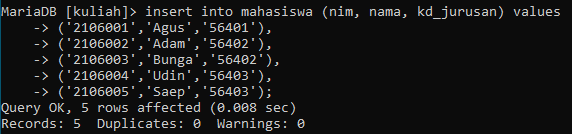 MariaDB [kuliah]> insert into mahasiswa (nim, nama, kd_jurusan) values
    -> ('2106001','Agus','56401'),
    -> ('2106002','Adam','56402'),
    -> ('2106003','Bunga','56402'),
    -> ('2106004','Udin','56403'),
    -> ('2106005','Saep','56403');
Query OK, 5 rows affected (0.008 sec)
Records: 5  Duplicates: 0  Warnings: 0